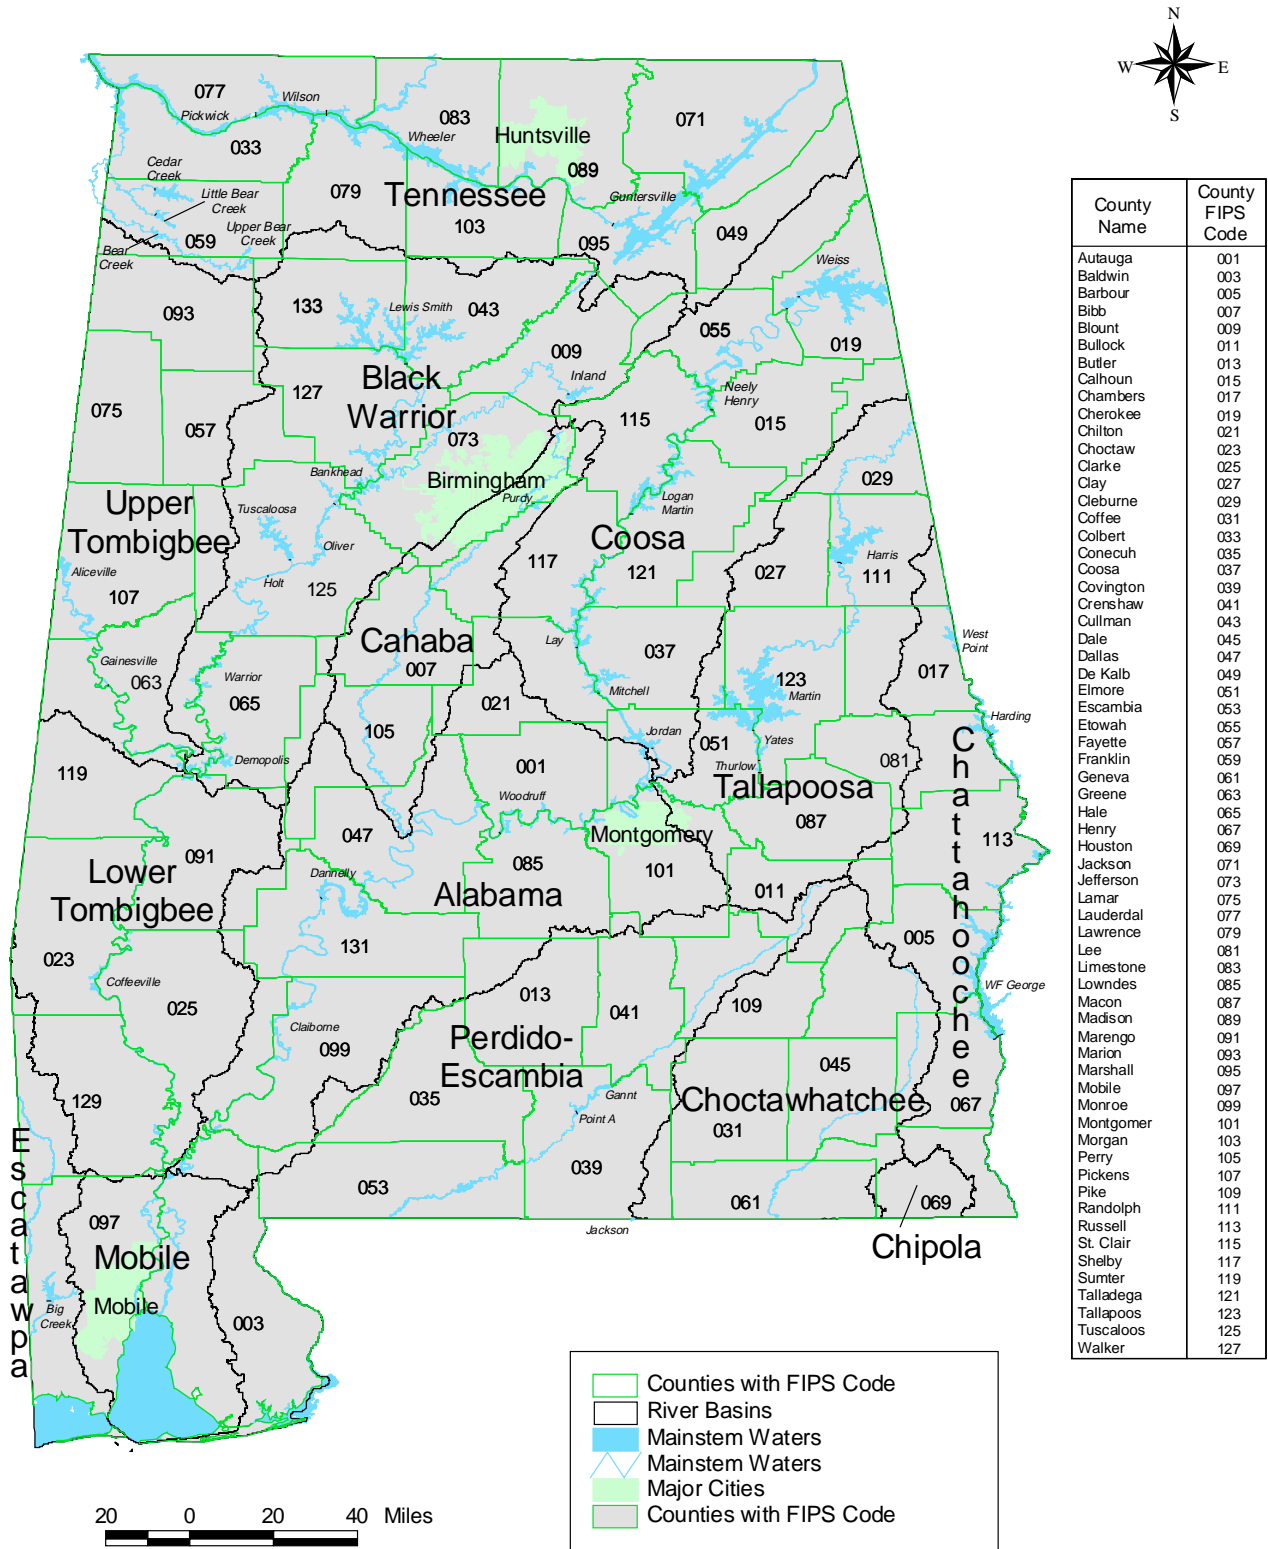 N
W E
S
077
Wilson
Pickwick
083
Wheeler
Huntsville
071
033
089
Cedar
Creek
Little Bear
Creek
079
Tennessee
Guntersville
103
Upper Bear
Creek
059
Bear
Creek
095
049
Weiss
133
Lewis Smith
043
093
055
019
009
Inland
Black
Warrior
127
Neely
Henry
075
057
115
015
073
Bankhead
Birmingham
Purdy
029
Upper
Tombigbee
Tuscaloosa
Logan
Martin
Oliver
Coosa
Harris
117
121
027
111
Aliceville
Holt
107
125
Cahaba
007
Lay
037
West
Point
017
Gainesville
063
Warrior
065
123
Martin
Mitchell
021
Harding
105
Jordan
051
Yates
Thurlow
081
Chattahoochee
119
Demopolis
001
Woodruff
Tallapoosa
047
Montgomery
087
113
091
085
101
011
Lower
Tombigbee
Dannelly
Alabama
131
005
023
Coffeeville
025
013
041
109
WF George
Claiborne
099
Perdido-
Escambia
045
129
035
Gannt
Point A
Choctawhatchee
031
067
Escatawpa
039
053
061
069
Jackson
Chipola
097
Mobile
Mobile
Big
Creek
003
County
Name
County
FIPS
Code
Autauga 001
Baldwin 003
Barbour 005
Bibb 007
Blount 009
Bullock 011
Butler 013
Calhoun 015
Chambers 017
Cherokee 019
Chilton 021
Choctaw 023
Clarke 025
Clay 027
Cleburne 029
Coffee 031
Colbert 033
Conecuh 035
Coosa 037
Covington 039
Crenshaw 041
Cullman 043
Dale 045
Dallas 047
De Kalb 049
Elmore 051
Escambia 053
Etowah 055
Fayette 057
Franklin 059
Geneva 061
Greene 063
Hale 065
Henry 067
Houston 069
Jackson 071
Jefferson 073
Lamar 075
Lauderdal 077
Lawrence 079
Lee 081
Limestone 083
Lowndes 085
Macon 087
Madison 089
Marengo 091
Marion 093
Marshall 095
Mobile 097
Monroe 099
Montgomer 101
Morgan 103
Perry 105
Pickens 107
Pike 109
Randolph 111
Russell 113
St. Clair 115
Shelby 117
Sumter 119
Talladega 121
Tallapoos 123
Tuscaloos 125
Walker 127
Counties with FIPS Code
River Basins
Mainstem Waters
Mainstem Waters
Major Cities
Counties with FIPS Code
20 0 20 40 Miles